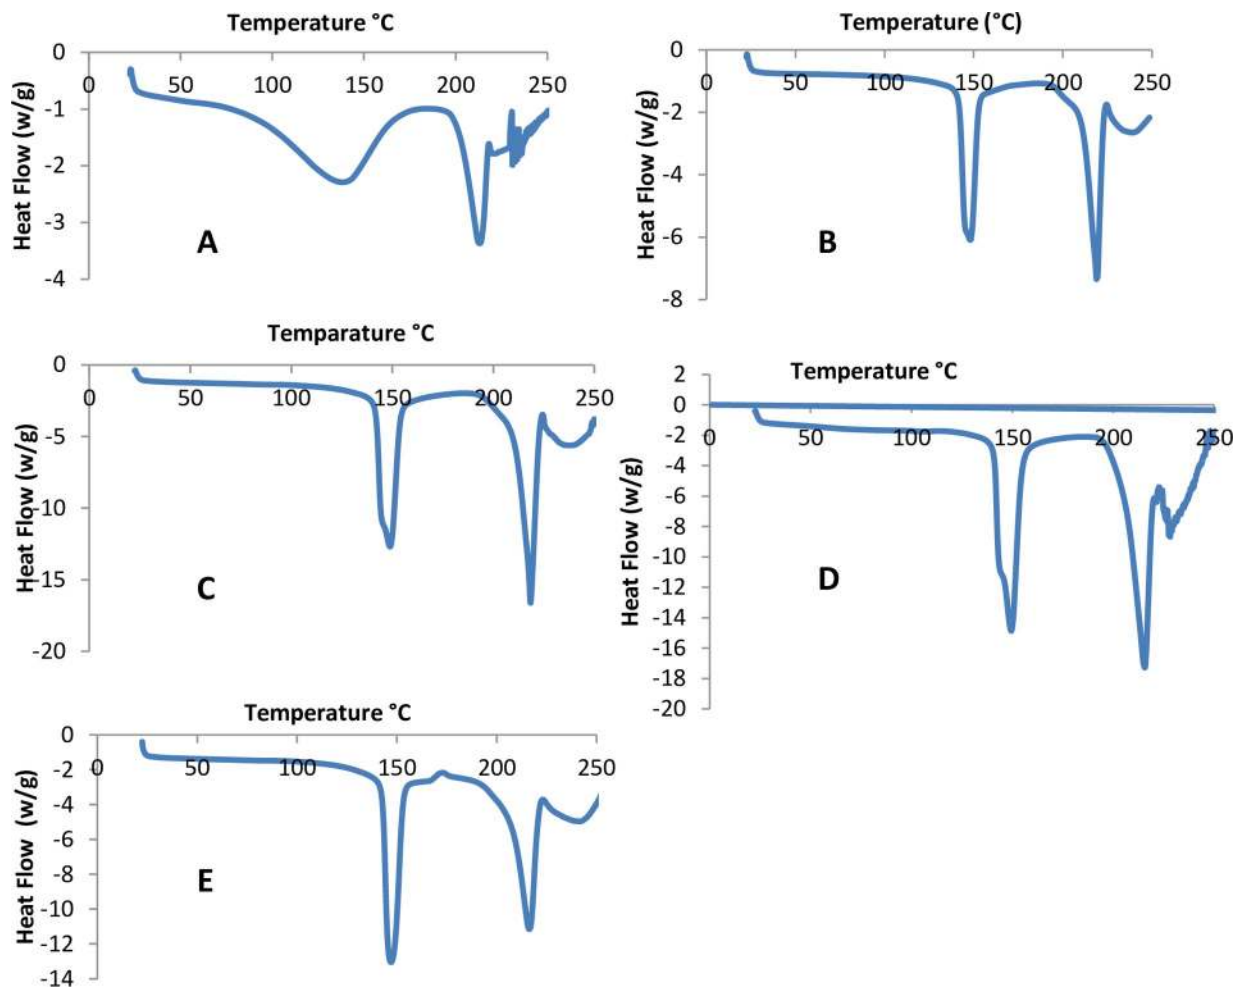 Temperature °C
0
0 50 100 150 200 250
-1
-2
-3
-4
Heat Flow (w/g)
A
Temperature (°C)
0
0 50 100 150 200 250
-2
-4
-6
-8
Heat Flow (w/g)
B
Temparature °C
0
0 50 100 150 200 250
-5
-10
-15
-20
Heat Flow (w/g)
C
Temperature °C
2
0
0 50 100 150 200 250
-2
-4
-6
-8
-10
-12
-14
-16
-18
-20
Heat Flow (w/g)
D
Temperature °C
0
0 50 100 150 200 250
-2
-4
-6
-8
-10
-12
-14
Heat Flow (w/g)
E